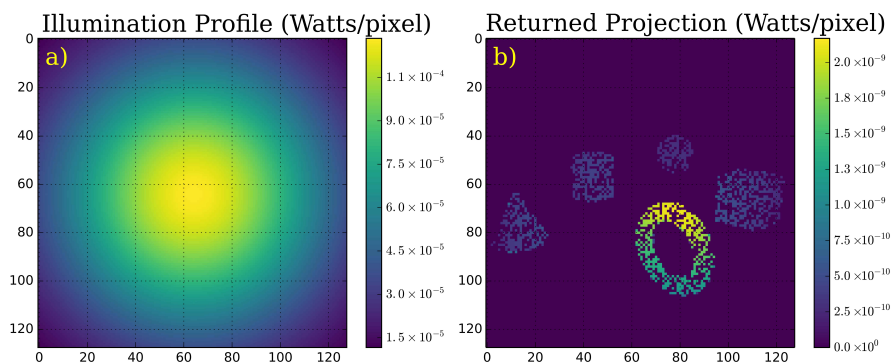 Illumination Profile (Watts/pixel)
a)
0
20
40
60
80
100
120
0 20 40 60 80 100 120
1.1 × 10⁻⁴
9.0 × 10⁻⁵
7.5 × 10⁻⁵
6.0 × 10⁻⁵
4.5 × 10⁻⁵
3.0 × 10⁻⁵
1.5 × 10⁻⁵
Returned Projection (Watts/pixel)
b)
0
20
40
60
80
100
120
0 20 40 60 80 100 120
2.0 × 10⁻⁹
1.8 × 10⁻⁹
1.5 × 10⁻⁹
1.3 × 10⁻⁹
1.0 × 10⁻⁹
7.5 × 10⁻¹⁰
5.0 × 10⁻¹⁰
2.5 × 10⁻¹⁰
0.0 × 10⁰